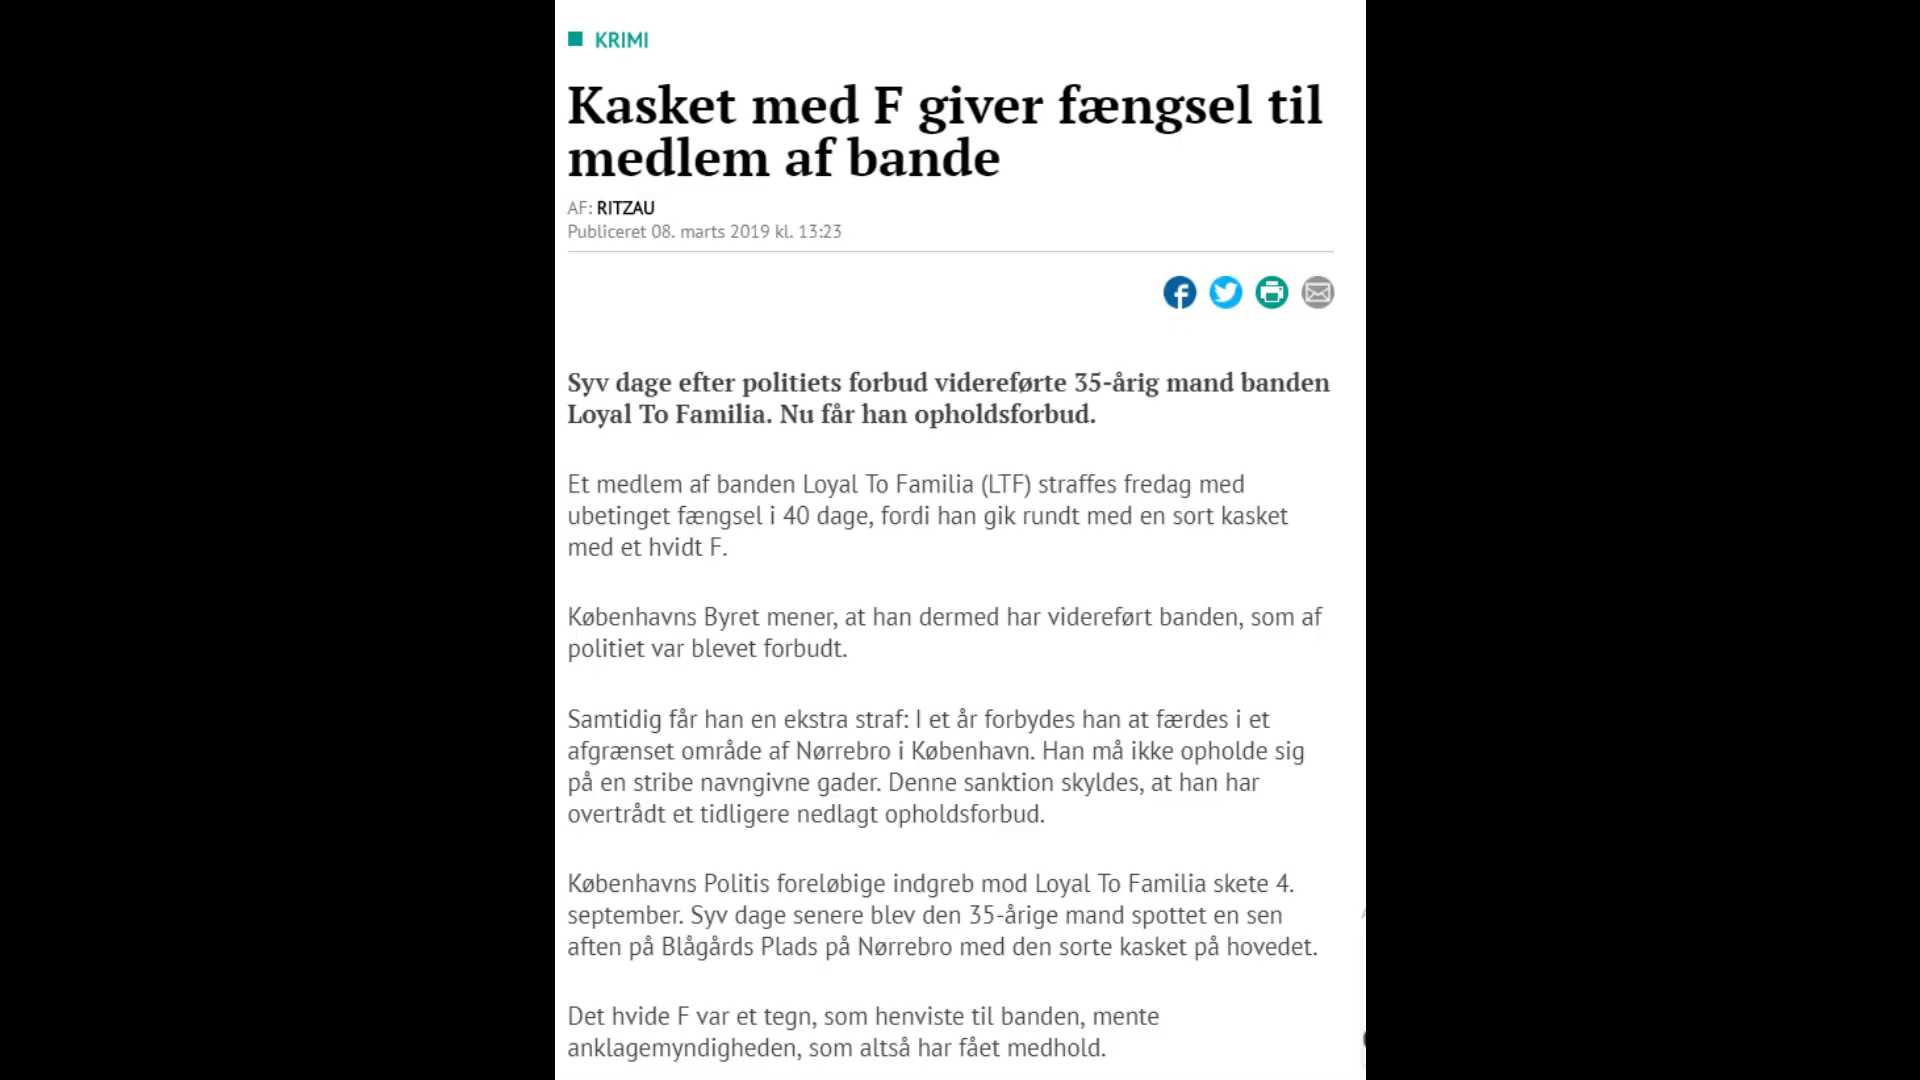 KRIMI
Kasket med F giver fængsel til
medlem af bande
AF: RITZAU
Publiceret 08. marts 2019 kl. 13:23
Syv dage efter politiets forbud videreførte 35-årig mand banden
Loyal To Familia. Nu får han opholdsforbud.
Et medlem af banden Loyal To Familia (LTF) straffes fredag med
ubetinget fængsel i 40 dage, fordi han gik rundt med en sort kasket
med et hvidt F.
Københavns Byret mener, at han dermed har videreført banden, som af
politiet var blevet forbudt.
Samtidig får han en ekstra straf: I et år forbydes han at færdes i et
afgrænset område af Nørrebro i København. Han må ikke opholde sig
på en stribe navngivne gader. Denne sanktion skyldes, at han har
overtrådt et tidligere nedlagt opholdsforbud.
Københavns Politis foreløbige indgreb mod Loyal To Familia skete 4.
september. Syv dage senere blev den 35-årige mand spottet en sen
aften på Blågårds Plads på Nørrebro med den sorte kasket på hovedet.
Det hvide F var et tegn, som henviste til banden, mente
anklagemyndigheden, som altså har fået medhold.